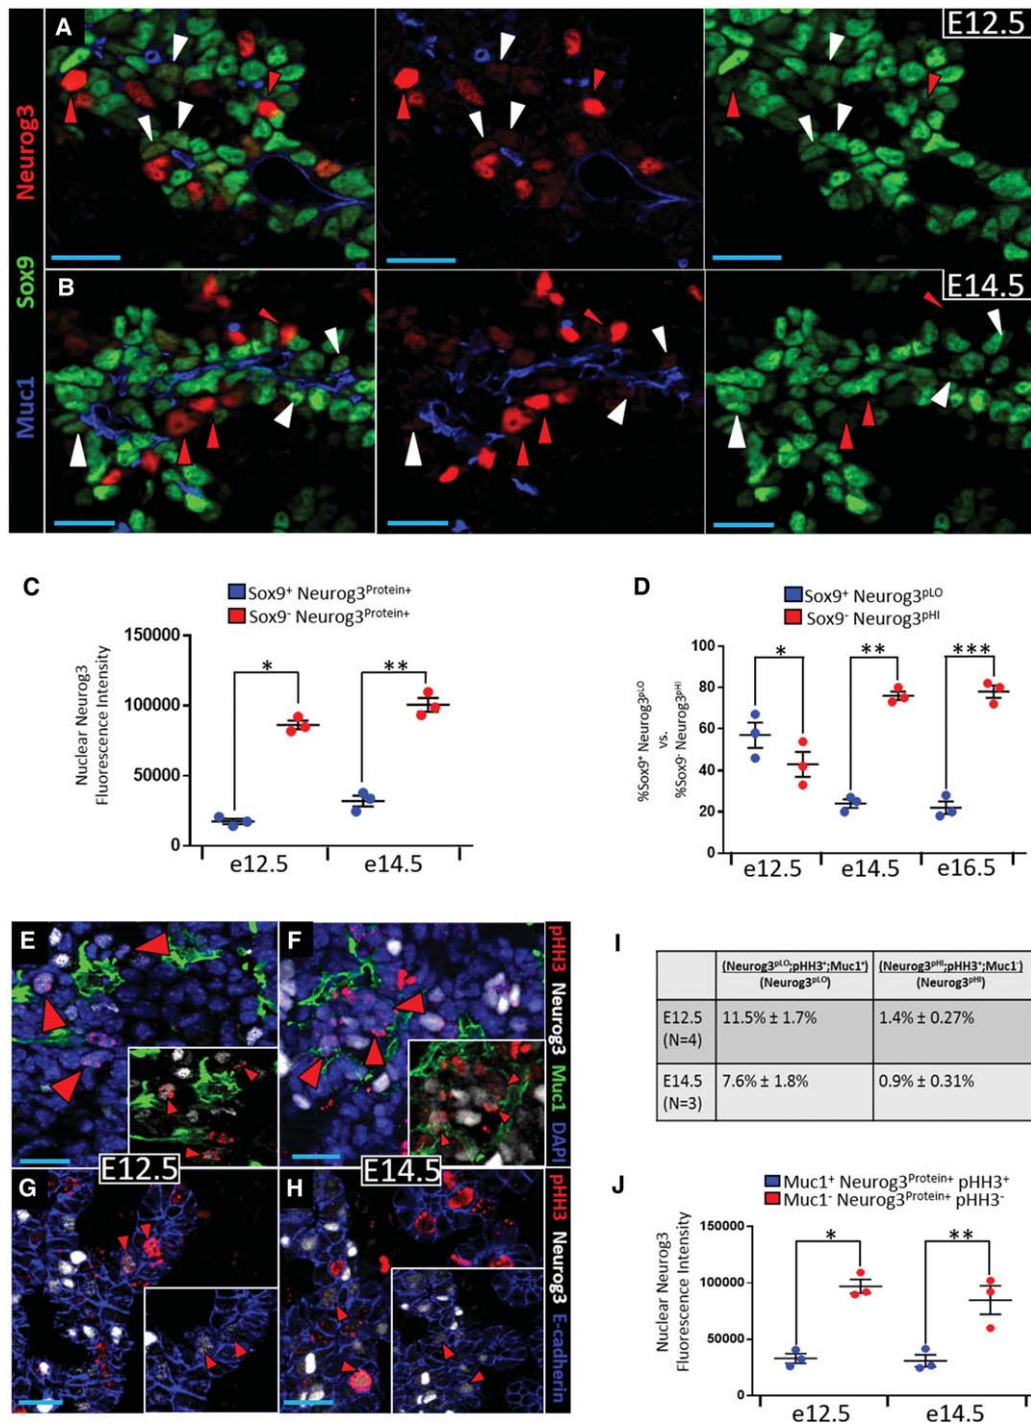 A
E12.5
Neurog3
Sox9
Muc1
B
E14.5
C
Sox9⁺ Neurog3ᴾʳᵒᵗᵉⁱⁿ⁺
Sox9⁻ Neurog3ᴾʳᵒᵗᵉⁱⁿ⁺
Nuclear Neurog3
Fluorescence Intensity
150000
100000
50000
0
*
**
e12.5
e14.5
D
Sox9⁺ Neurog3ᵖᴸᴼ
Sox9⁻ Neurog3ᵖᴴᴵ
%Sox9⁺ Neurog3ᵖᴸᴼ
vs.
%Sox9⁻ Neurog3ᵖᴴᴵ
100
80
60
40
20
0
*
**
***
e12.5
e14.5
e16.5
E
F
pHH3 Neurog3 Muc1 DAPI
E12.5
E14.5
G
H
pHH3 Neurog3 E-cadherin
I
(Neurog3ᵖᴸᴼ;pHH3⁺;Muc1⁺)
(Neurog3ᵖᴸᴼ)
(Neurog3ᵖᴴᴵ;pHH3⁺;Muc1⁻)
(Neurog3ᵖᴴᴵ)
E12.5
(N=4)
11.5% ± 1.7%
1.4% ± 0.27%
E14.5
(N=3)
7.6% ± 1.8%
0.9% ± 0.31%
J
Muc1⁺ Neurog3ᴾʳᵒᵗᵉⁱⁿ⁺ pHH3⁺
Muc1⁻ Neurog3ᴾʳᵒᵗᵉⁱⁿ⁺ pHH3⁻
Nuclear Neurog3
Fluorescence Intensity
150000
100000
50000
0
*
**
e12.5
e14.5